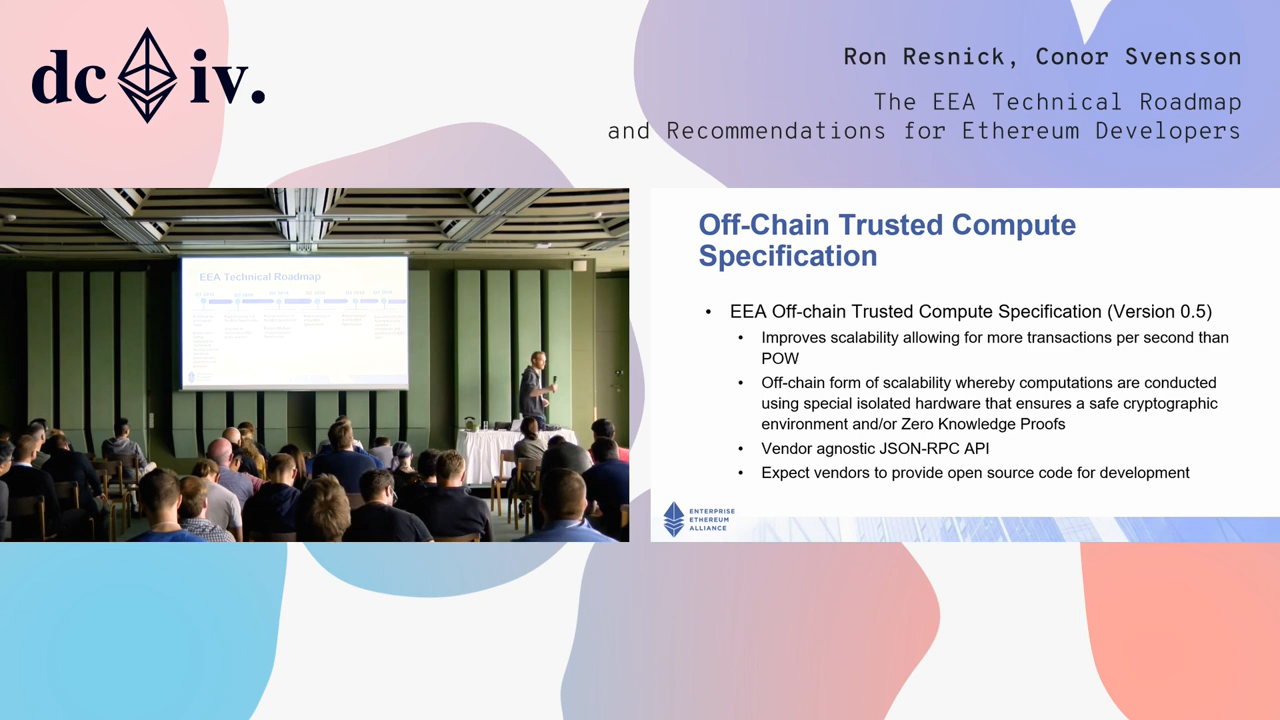 dc iv.
Ron Resnick, Conor Svensson
The EEA Technical Roadmap
and Recommendations for Ethereum Developers
EEA Technical Roadmap
Off-Chain Trusted Compute
Specification
• EEA Off-chain Trusted Compute Specification (Version 0.5)
• Improves scalability allowing for more transactions per second than
POW
• Off-chain form of scalability whereby computations are conducted
using special isolated hardware that ensures a safe cryptographic
environment and/or Zero Knowledge Proofs
• Vendor agnostic JSON-RPC API
• Expect vendors to provide open source code for development
ENTERPRISE
ETHEREUM
ALLIANCE